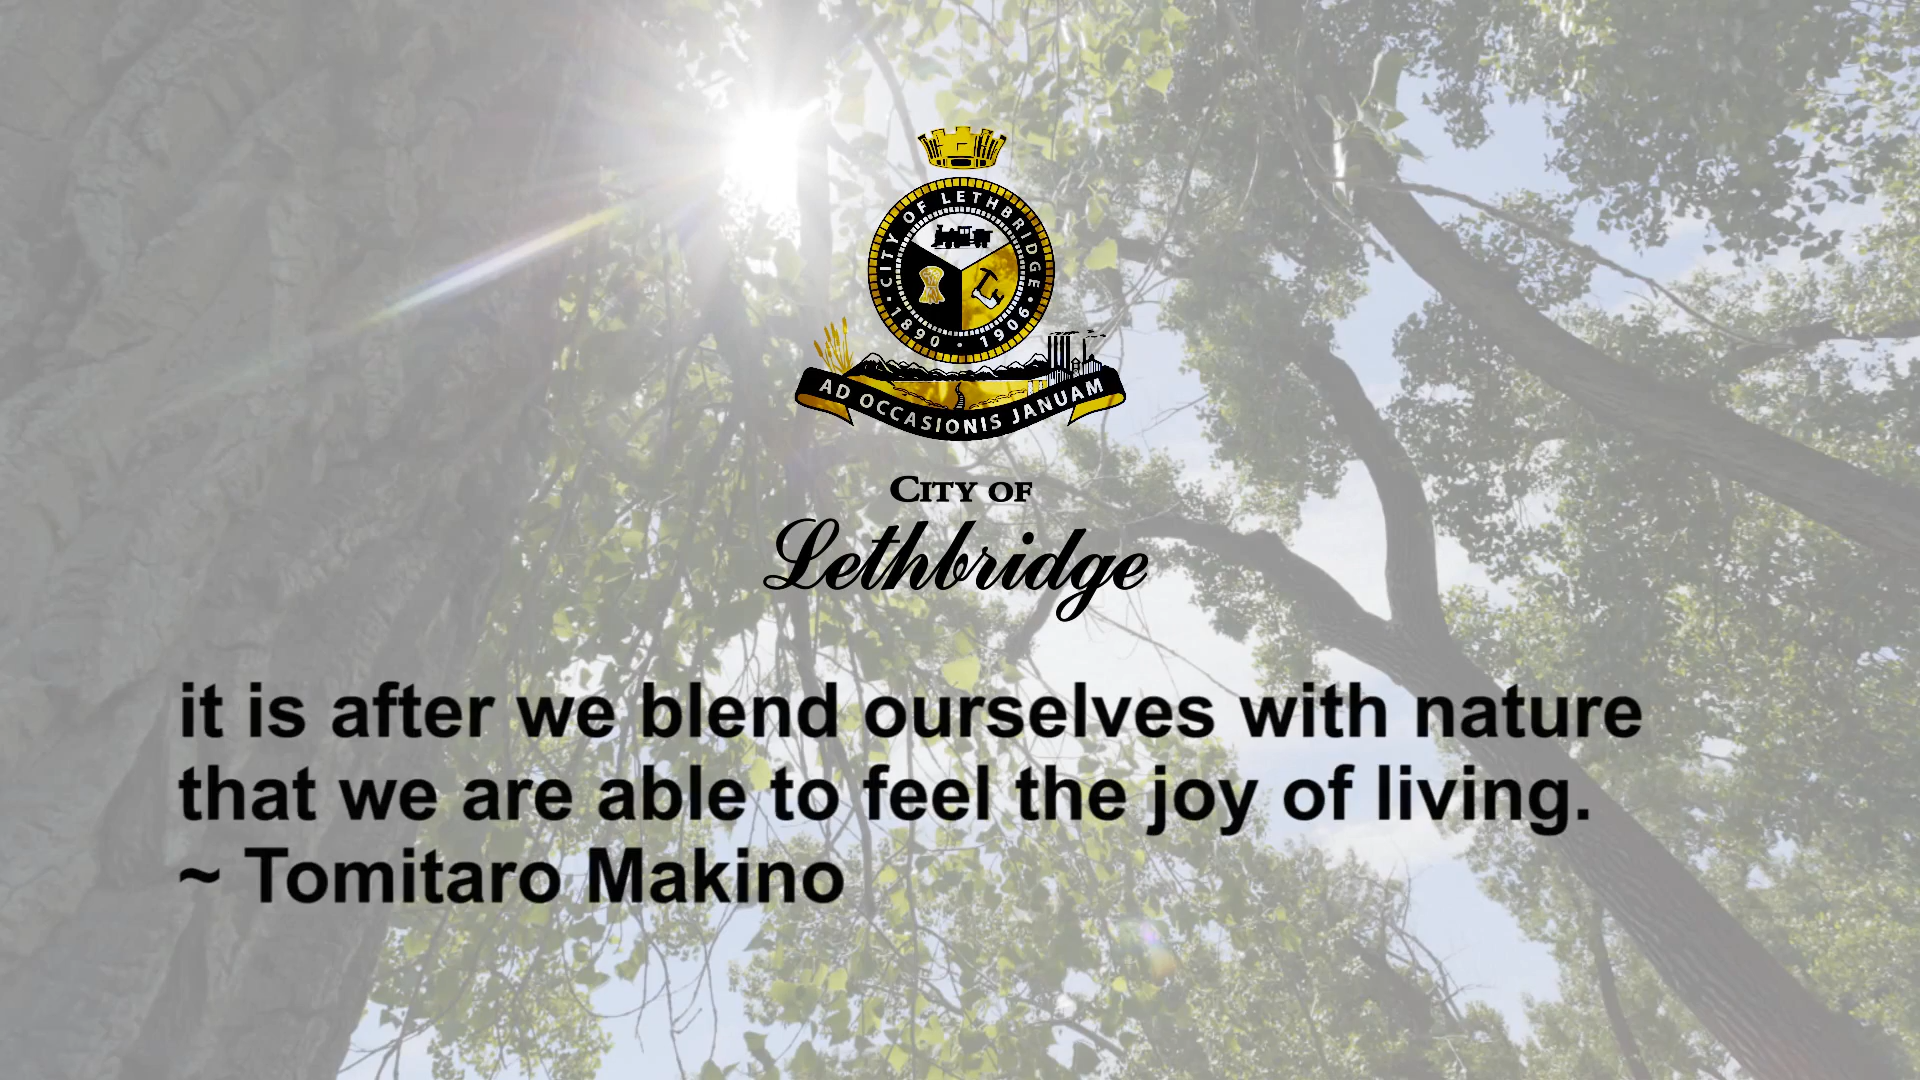 CITY OF LETHBRIDGE
1890 • 1906
AD OCCASIONIS JANUAM
CITY OF
Lethbridge
it is after we blend ourselves with nature
that we are able to feel the joy of living.
~ Tomitaro Makino